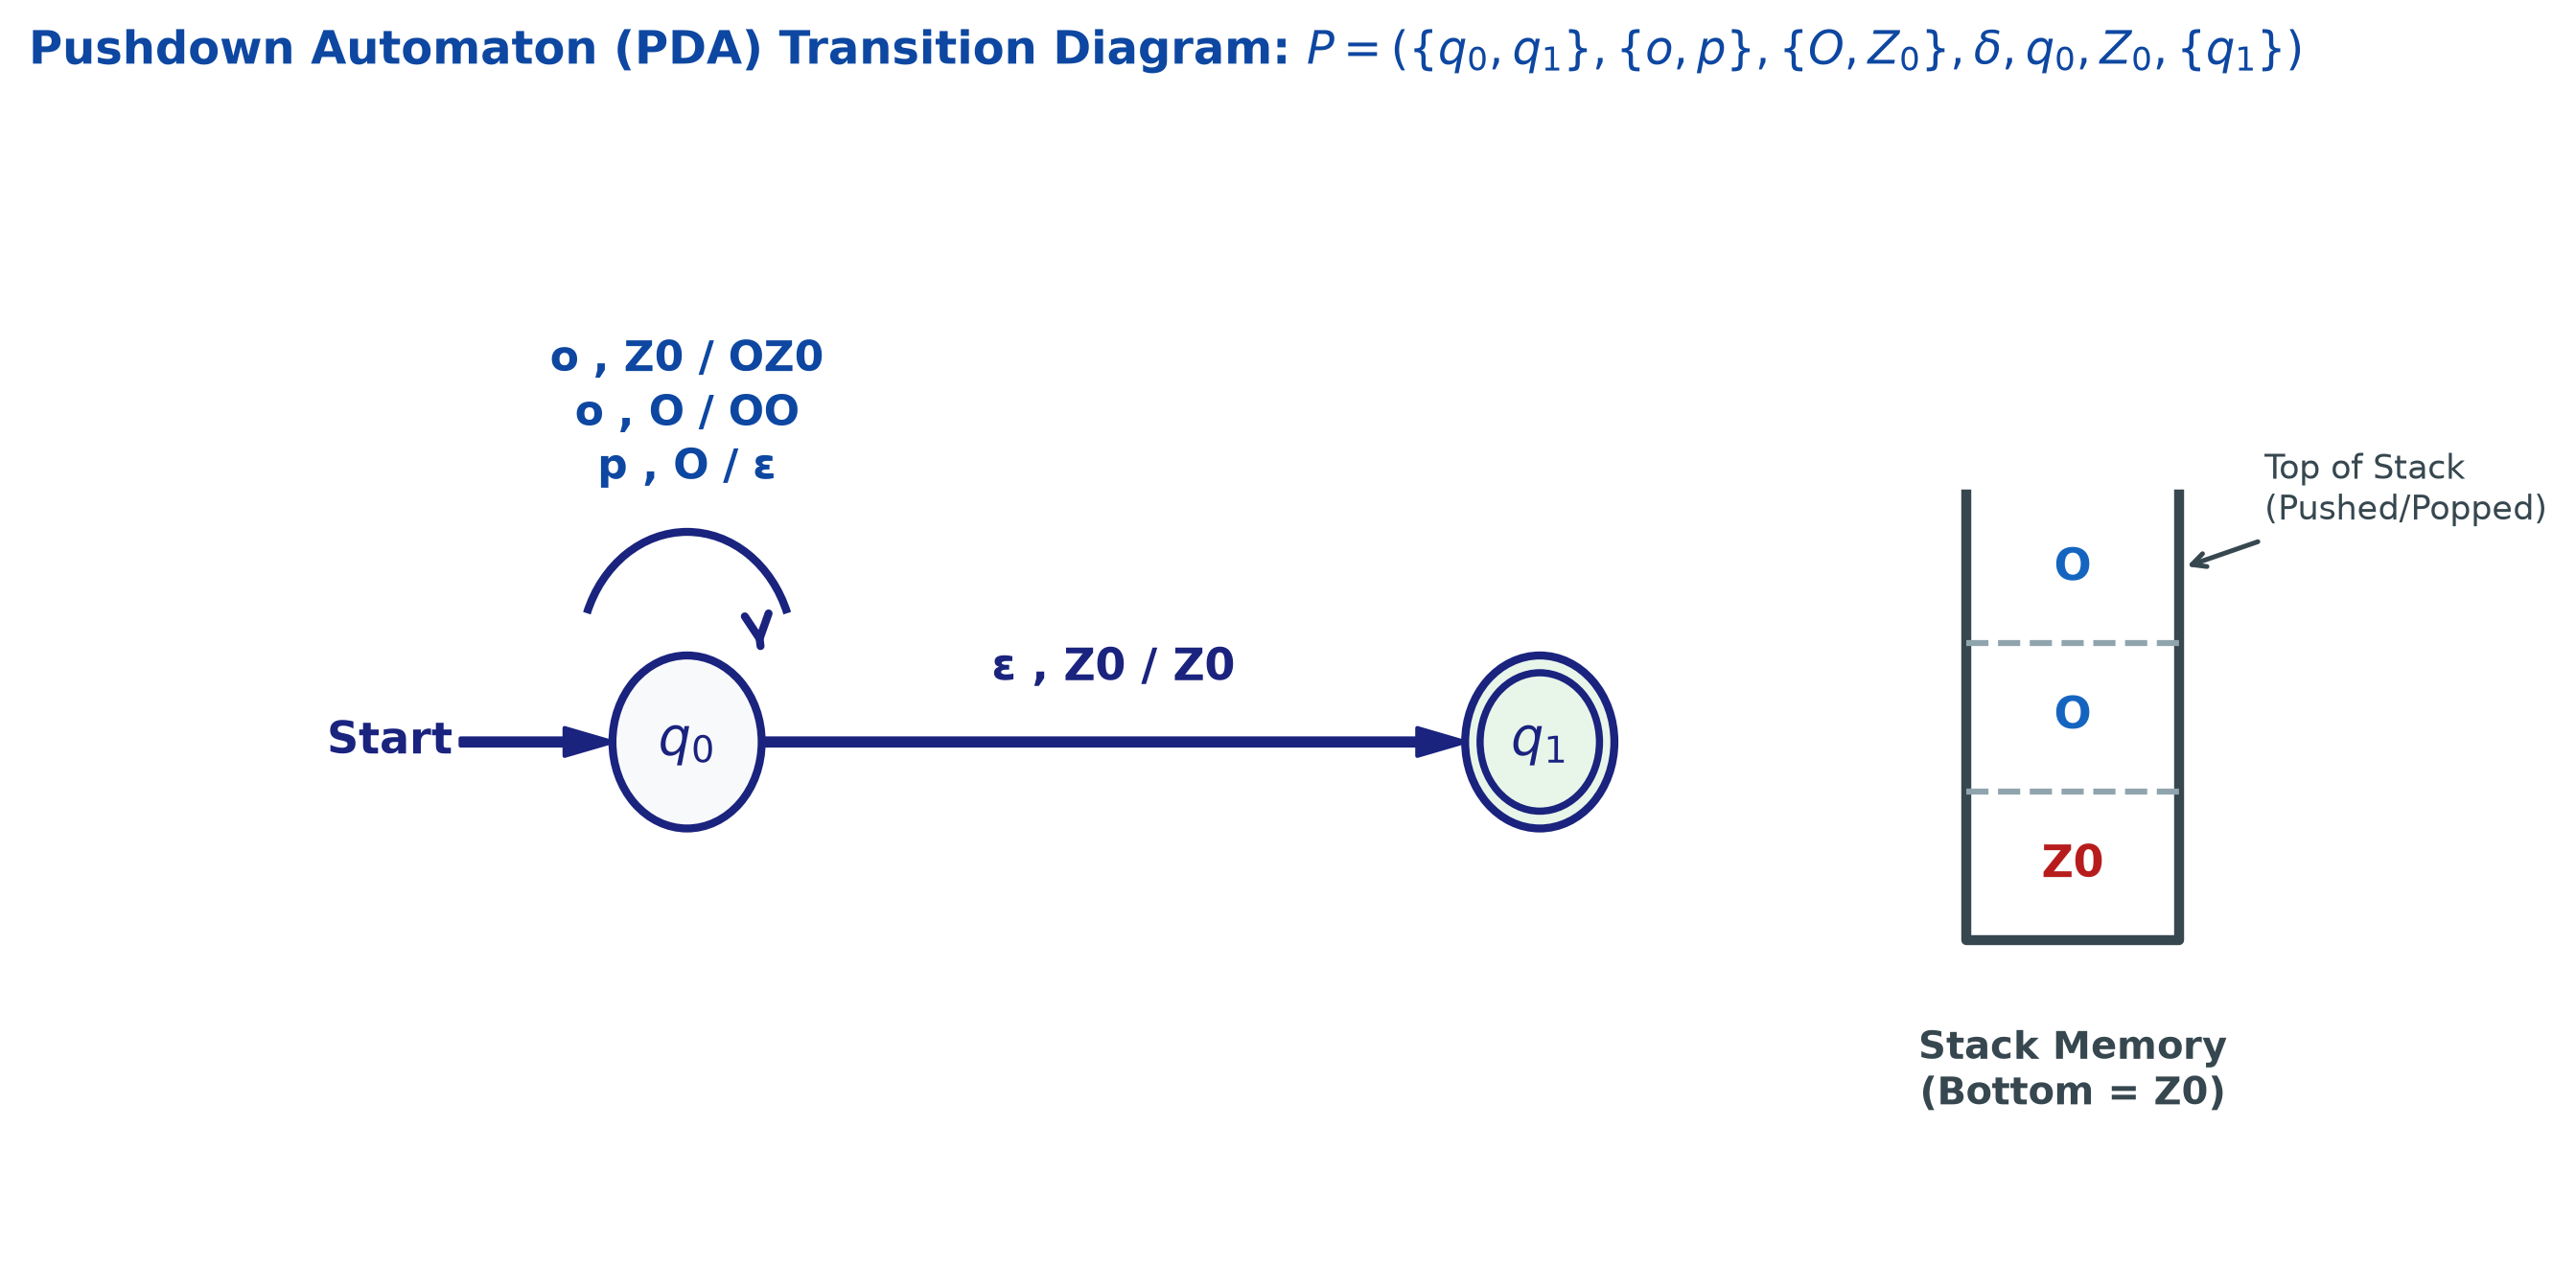 Pushdown Automaton (PDA) Transition Diagram: P = ({q₀, q₁}, {o, p}, {O, Z₀}, δ, q₀, Z₀, {q₁})
o , Z0 / OZ0
o , O / OO
p , O / ε
Start
q₀
ε , Z0 / Z0
q₁
Top of Stack
(Pushed/Popped)
O
O
Z0
Stack Memory
(Bottom = Z0)